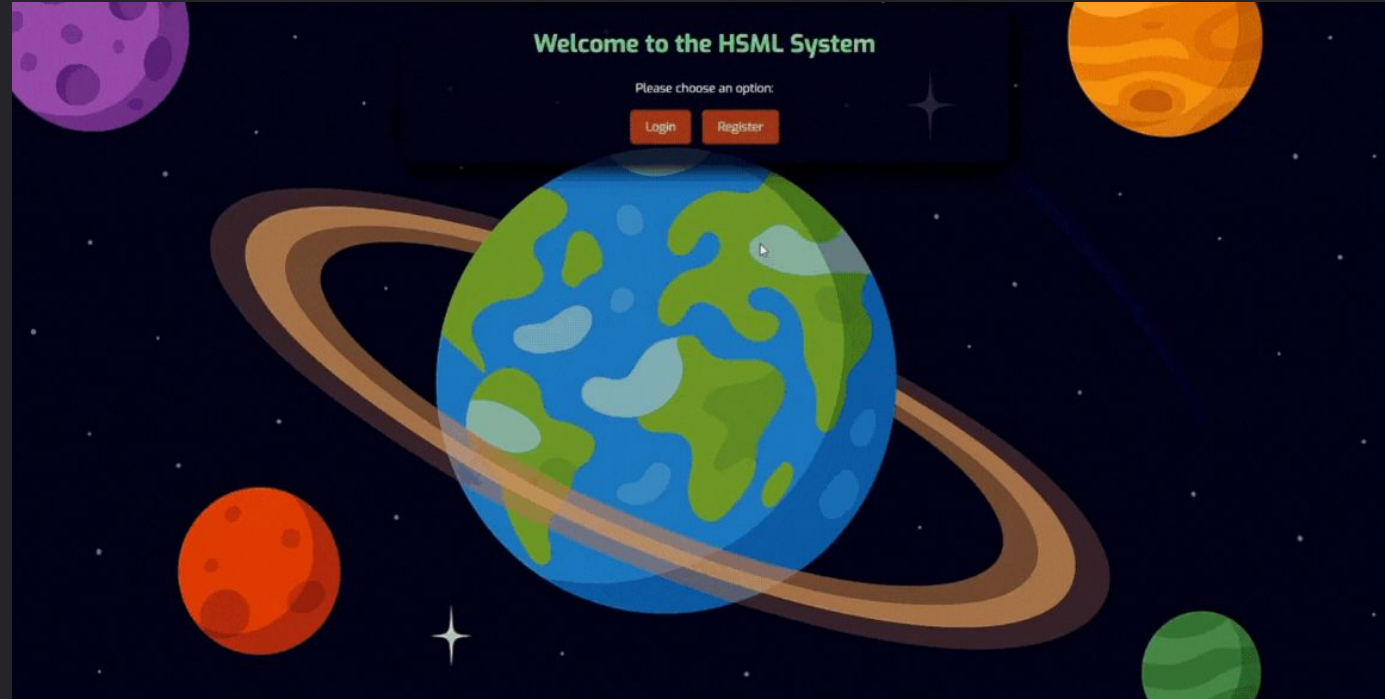 Welcome to the HSML System
Please choose an option:
Login
Register